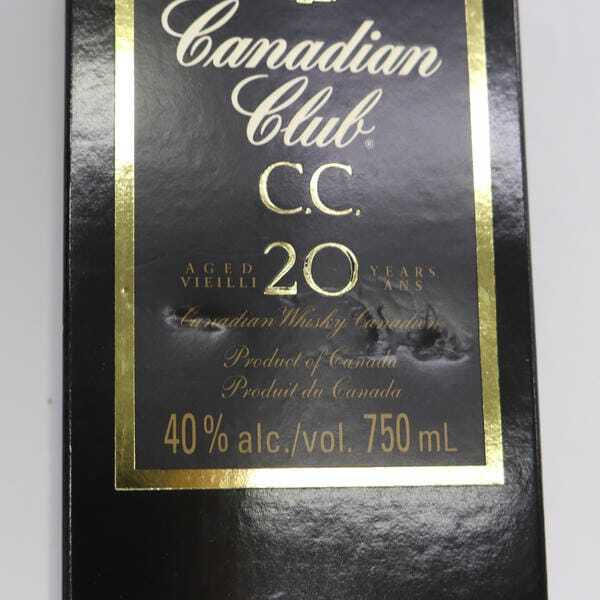 Canadian
Club®
C.C.
AGED 20 YEARS
VIEILLI ANS
Canadian Whisky Canadien
Product of Canada
Produit du Canada
40% alc./vol. 750 mL